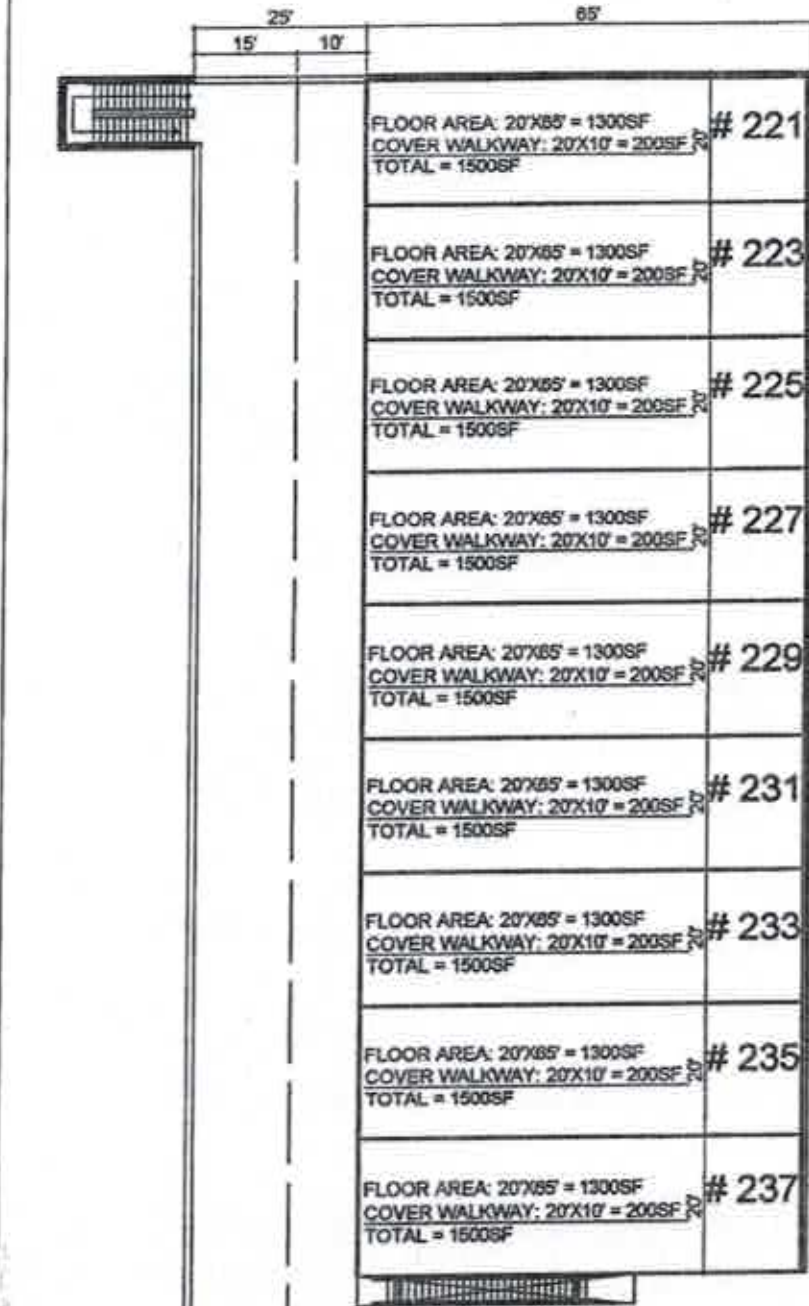 25' 65'
15' 10'
FLOOR AREA: 20'X65' = 1300SF
COVER WALKWAY: 20'X10' = 200SF
TOTAL = 1500SF
20'
# 221
FLOOR AREA: 20'X65' = 1300SF
COVER WALKWAY: 20'X10' = 200SF
TOTAL = 1500SF
20'
# 223
FLOOR AREA: 20'X65' = 1300SF
COVER WALKWAY: 20'X10' = 200SF
TOTAL = 1500SF
20'
# 225
FLOOR AREA: 20'X65' = 1300SF
COVER WALKWAY: 20'X10' = 200SF
TOTAL = 1500SF
20'
# 227
FLOOR AREA: 20'X65' = 1300SF
COVER WALKWAY: 20'X10' = 200SF
TOTAL = 1500SF
20'
# 229
FLOOR AREA: 20'X65' = 1300SF
COVER WALKWAY: 20'X10' = 200SF
TOTAL = 1500SF
20'
# 231
FLOOR AREA: 20'X65' = 1300SF
COVER WALKWAY: 20'X10' = 200SF
TOTAL = 1500SF
20'
# 233
FLOOR AREA: 20'X65' = 1300SF
COVER WALKWAY: 20'X10' = 200SF
TOTAL = 1500SF
20'
# 235
FLOOR AREA: 20'X65' = 1300SF
COVER WALKWAY: 20'X10' = 200SF
TOTAL = 1500SF
20'
# 237